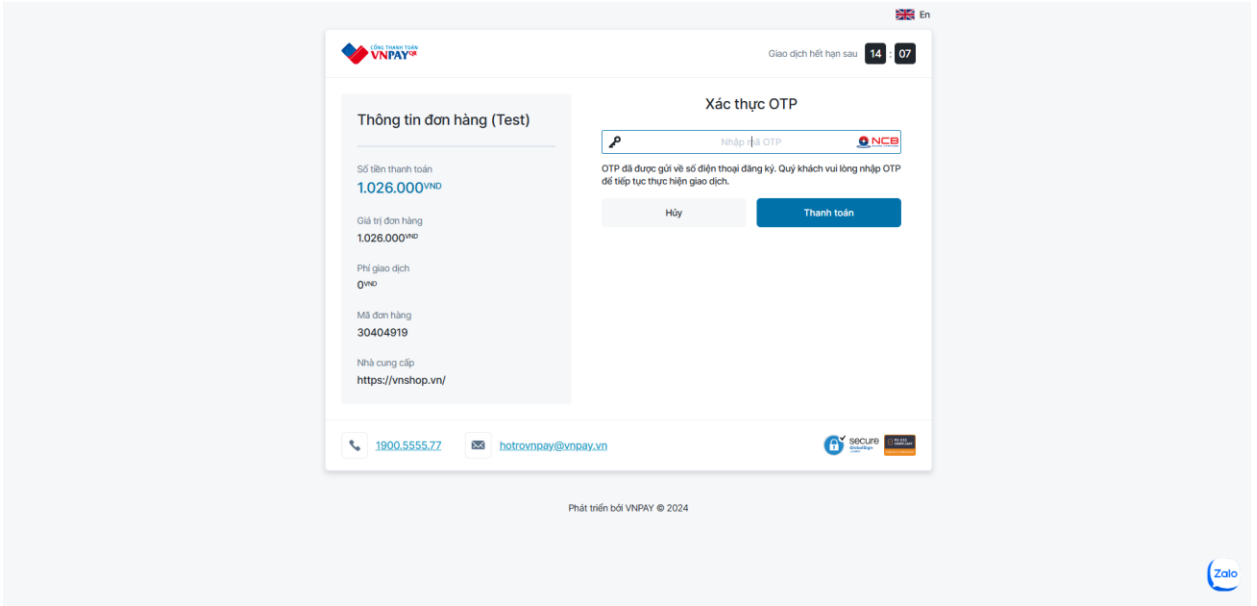 En
CỔNG THANH TOÁN
VNPAYQR
Giao dịch hết hạn sau 14 : 07
Thông tin đơn hàng (Test)
Số tiền thanh toán
1.026.000VND
Giá trị đơn hàng
1.026.000VND
Phí giao dịch
0VND
Mã đơn hàng
30404919
Nhà cung cấp
https://vnshop.vn/
Xác thực OTP
Nhập mã OTP
NCB
OTP đã được gửi về số điện thoại đăng ký. Quý khách vui lòng nhập OTP
để tiếp tục thực hiện giao dịch.
Hủy
Thanh toán
1900.5555.77
hotrovnpay@vnpay.vn
secure
GlobalSign
Phát triển bởi VNPAY © 2024
Zalo